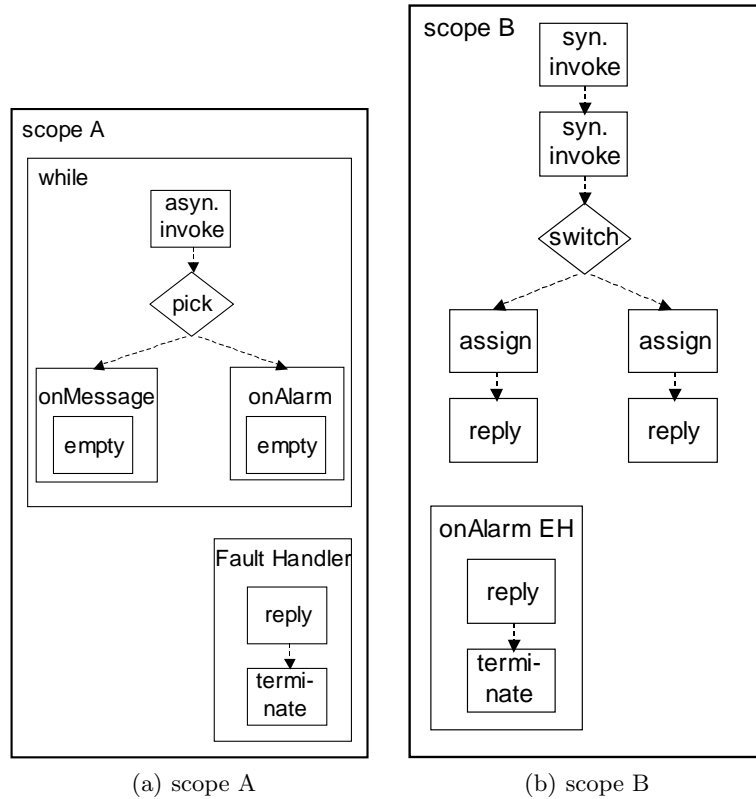 scope A
while
asyn.
invoke
pick
onMessage
empty
onAlarm
empty
Fault Handler
reply
termi-
nate
(a) scope A
scope B
syn.
invoke
syn.
invoke
switch
assign
assign
reply
reply
onAlarm EH
reply
termi-
nate
(b) scope B